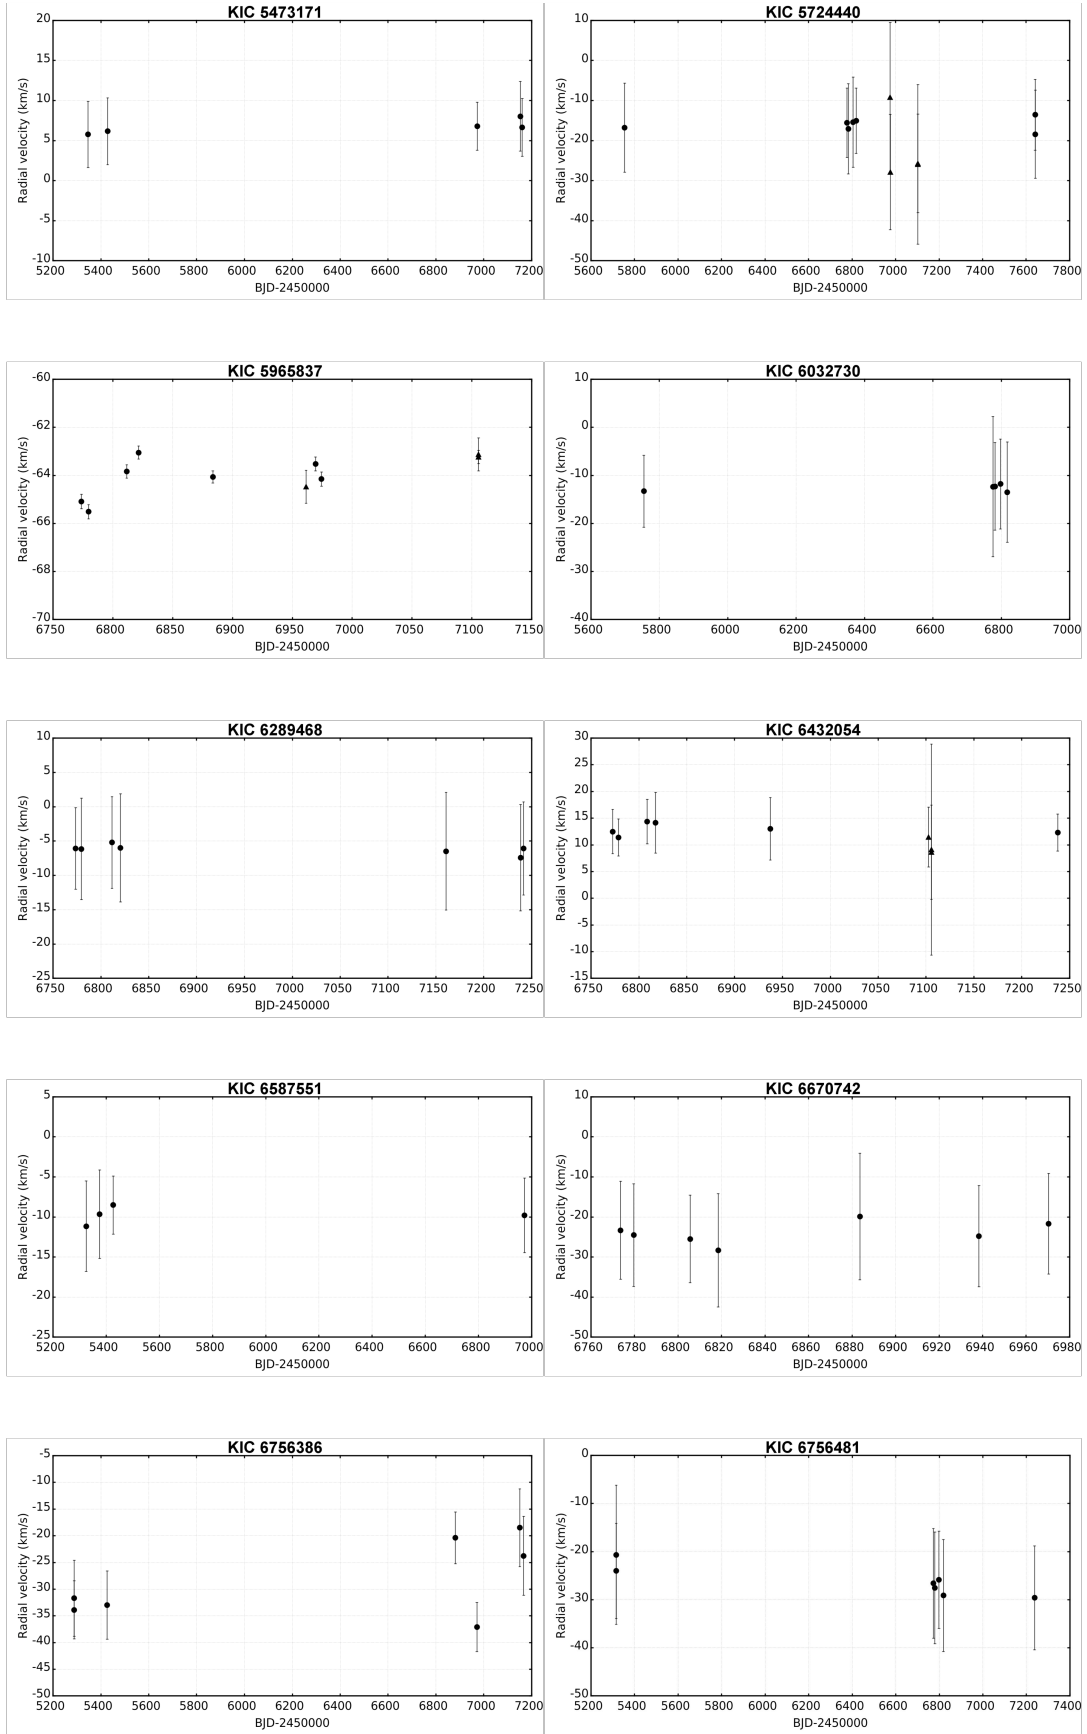 KIC 5473171
20
15
10
5
0
-5
-10
Radial velocity (km/s)
5200 5400 5600 5800 6000 6200 6400 6600 6800 7000 7200
BJD-2450000
KIC 5724440
10
0
-10
-20
-30
-40
-50
Radial velocity (km/s)
5600 5800 6000 6200 6400 6600 6800 7000 7200 7400 7600 7800
BJD-2450000
KIC 5965837
-60
-62
-64
-66
-68
-70
Radial velocity (km/s)
6750 6800 6850 6900 6950 7000 7050 7100 7150
BJD-2450000
KIC 6032730
10
0
-10
-20
-30
-40
Radial velocity (km/s)
5600 5800 6000 6200 6400 6600 6800 7000
BJD-2450000
KIC 6289468
10
5
0
-5
-10
-15
-20
-25
Radial velocity (km/s)
6750 6800 6850 6900 6950 7000 7050 7100 7150 7200 7250
BJD-2450000
KIC 6432054
30
25
20
15
10
5
0
-5
-10
-15
Radial velocity (km/s)
6750 6800 6850 6900 6950 7000 7050 7100 7150 7200 7250
BJD-2450000
KIC 6587551
5
0
-5
-10
-15
-20
-25
Radial velocity (km/s)
5200 5400 5600 5800 6000 6200 6400 6600 6800 7000
BJD-2450000
KIC 6670742
10
0
-10
-20
-30
-40
-50
Radial velocity (km/s)
6760 6780 6800 6820 6840 6860 6880 6900 6920 6940 6960 6980
BJD-2450000
KIC 6756386
-5
-10
-15
-20
-25
-30
-35
-40
-45
-50
Radial velocity (km/s)
5200 5400 5600 5800 6000 6200 6400 6600 6800 7000 7200
BJD-2450000
KIC 6756481
0
-10
-20
-30
-40
-50
Radial velocity (km/s)
5200 5400 5600 5800 6000 6200 6400 6600 6800 7000 7200 7400
BJD-2450000